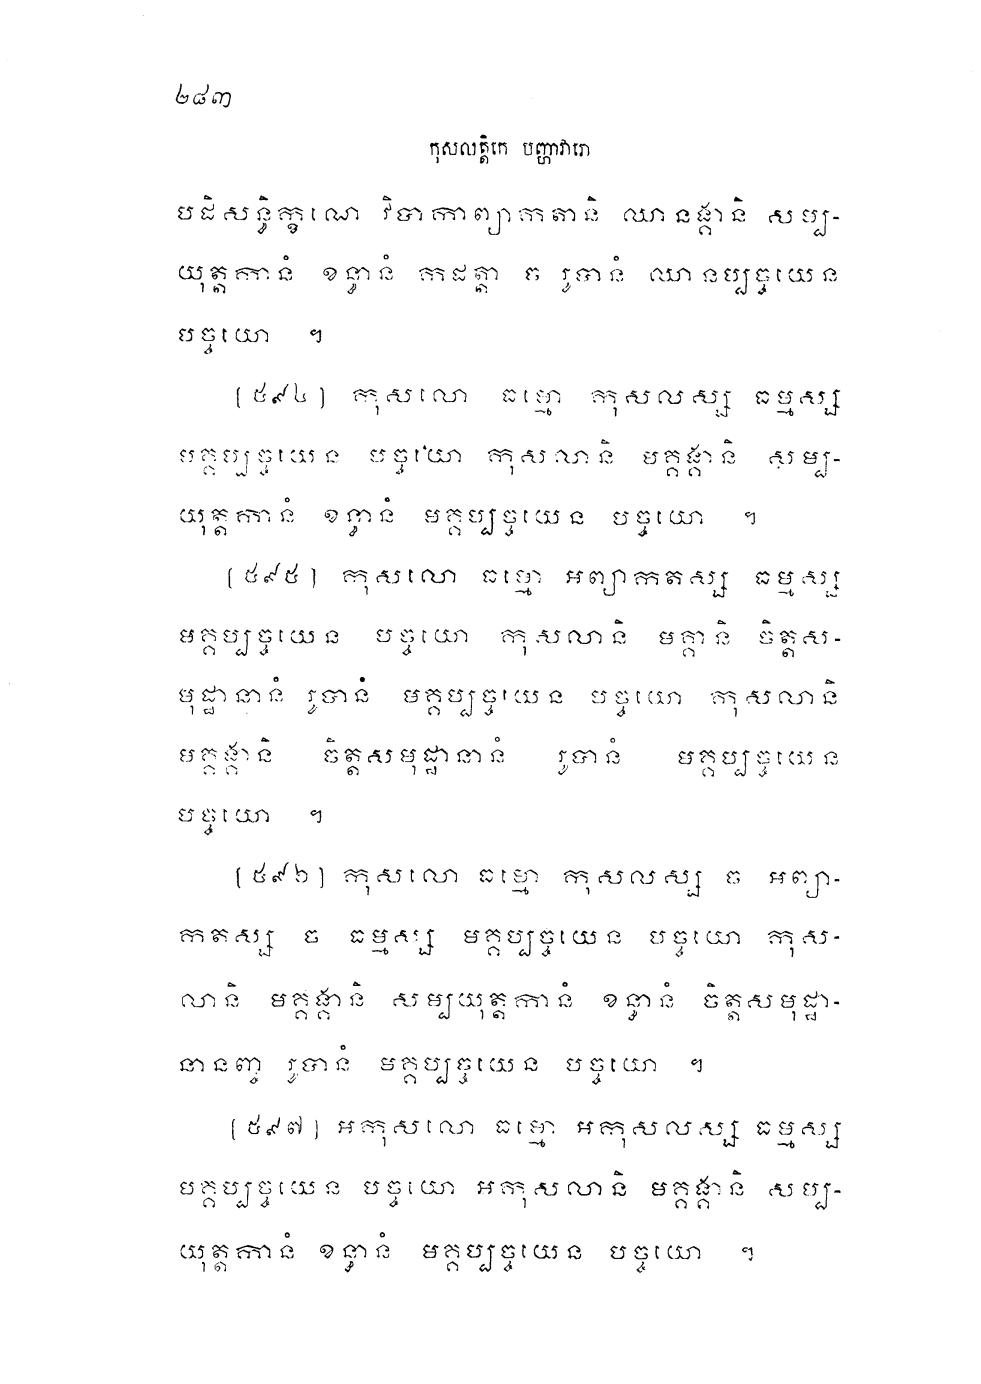 ២៨៣
កុសលត្តិកេ បញ្ហាវារោ
បដិសន្ធិក្ខណេ វិបាកាព្យាកតានិ ឈានង្គានិ សម្ប-
យុត្តកានំ ខន្ធានំ កដត្តា ច រូបានំ ឈានប្បច្ចយេន
បច្ចយោ ។
[៥៩៤] កុសលោ ធម្មោ កុសលស្ស ធម្មស្ស
មគ្គប្បច្ចយេន បច្ចយោ កុសលានិ មគ្គង្គានិ សម្ប-
យុត្តកានំ ខន្ធានំ មគ្គប្បច្ចយេន បច្ចយោ ។
[៥៩៥] កុសលោ ធម្មោ អព្យាកតស្ស ធម្មស្ស
មគ្គប្បច្ចយេន បច្ចយោ កុសលានិ មគ្គានិ ចិត្តស-
មុដ្ឋានានំ រូបានំ មគ្គប្បច្ចយេន បច្ចយោ កុសលានិ
មគ្គង្គានិ ចិត្តសមុដ្ឋានានំ រូបានំ មគ្គប្បច្ចយេន
បច្ចយោ ។
[៥៩៦] កុសលោ ធម្មោ កុសលស្ស ច អព្យា-
កតស្ស ច ធម្មស្ស មគ្គប្បច្ចយេន បច្ចយោ កុស-
លានិ មគ្គង្គានិ សម្បយុត្តកានំ ខន្ធានំ ចិត្តសមុដ្ឋា-
នានញ្ច រូបានំ មគ្គប្បច្ចយេន បច្ចយោ ។
[៥៩៧] អកុសលោ ធម្មោ អកុសលស្ស ធម្មស្ស
មគ្គប្បច្ចយេន បច្ចយោ អកុសលានិ មគ្គង្គានិ សម្ប-
យុត្តកានំ ខន្ធានំ មគ្គប្បច្ចយេន បច្ចយោ ។